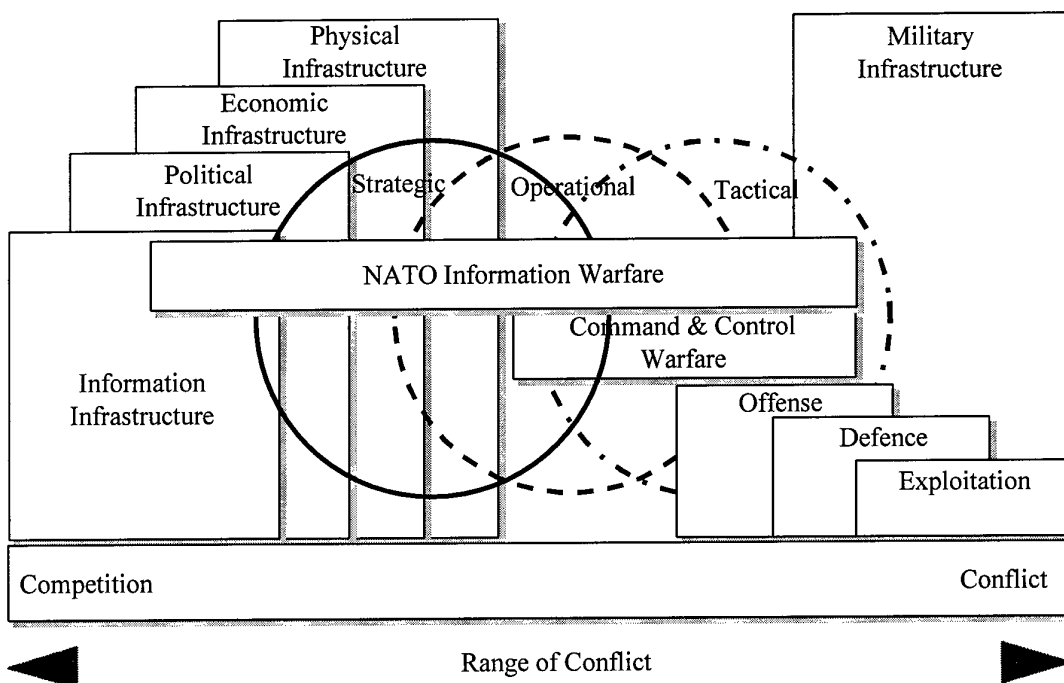 Physical
Infrastructure
Military
Infrastructure
Economic
Infrastructure
Political
Infrastructure
Strategic
Operational
Tactical
NATO Information Warfare
Command & Control
Warfare
Information
Infrastructure
Offense
Defence
Exploitation
Competition
Conflict
Range of Conflict